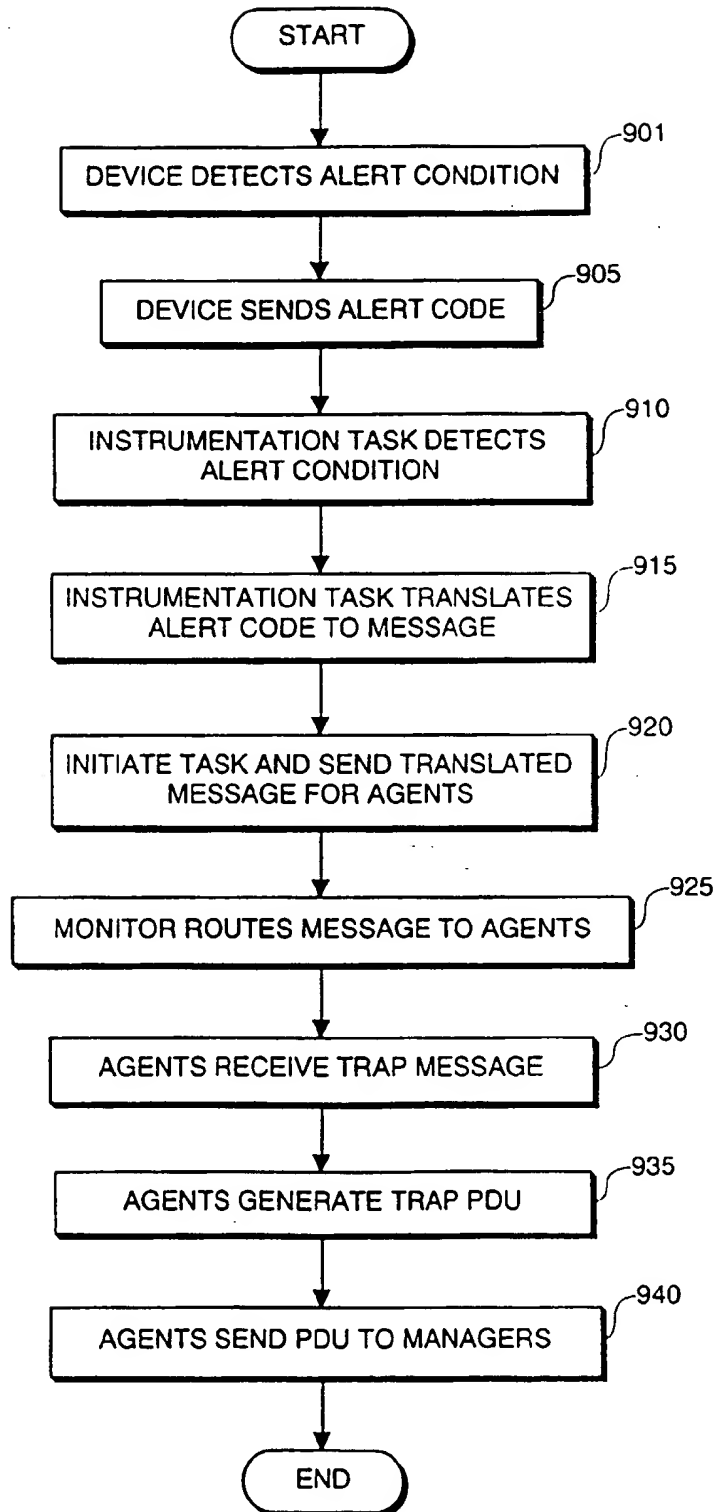 START
901
DEVICE DETECTS ALERT CONDITION
905
DEVICE SENDS ALERT CODE
910
INSTRUMENTATION TASK DETECTS
ALERT CONDITION
915
INSTRUMENTATION TASK TRANSLATES
ALERT CODE TO MESSAGE
920
INITIATE TASK AND SEND TRANSLATED
MESSAGE FOR AGENTS
925
MONITOR ROUTES MESSAGE TO AGENTS
930
AGENTS RECEIVE TRAP MESSAGE
935
AGENTS GENERATE TRAP PDU
940
AGENTS SEND PDU TO MANAGERS
END